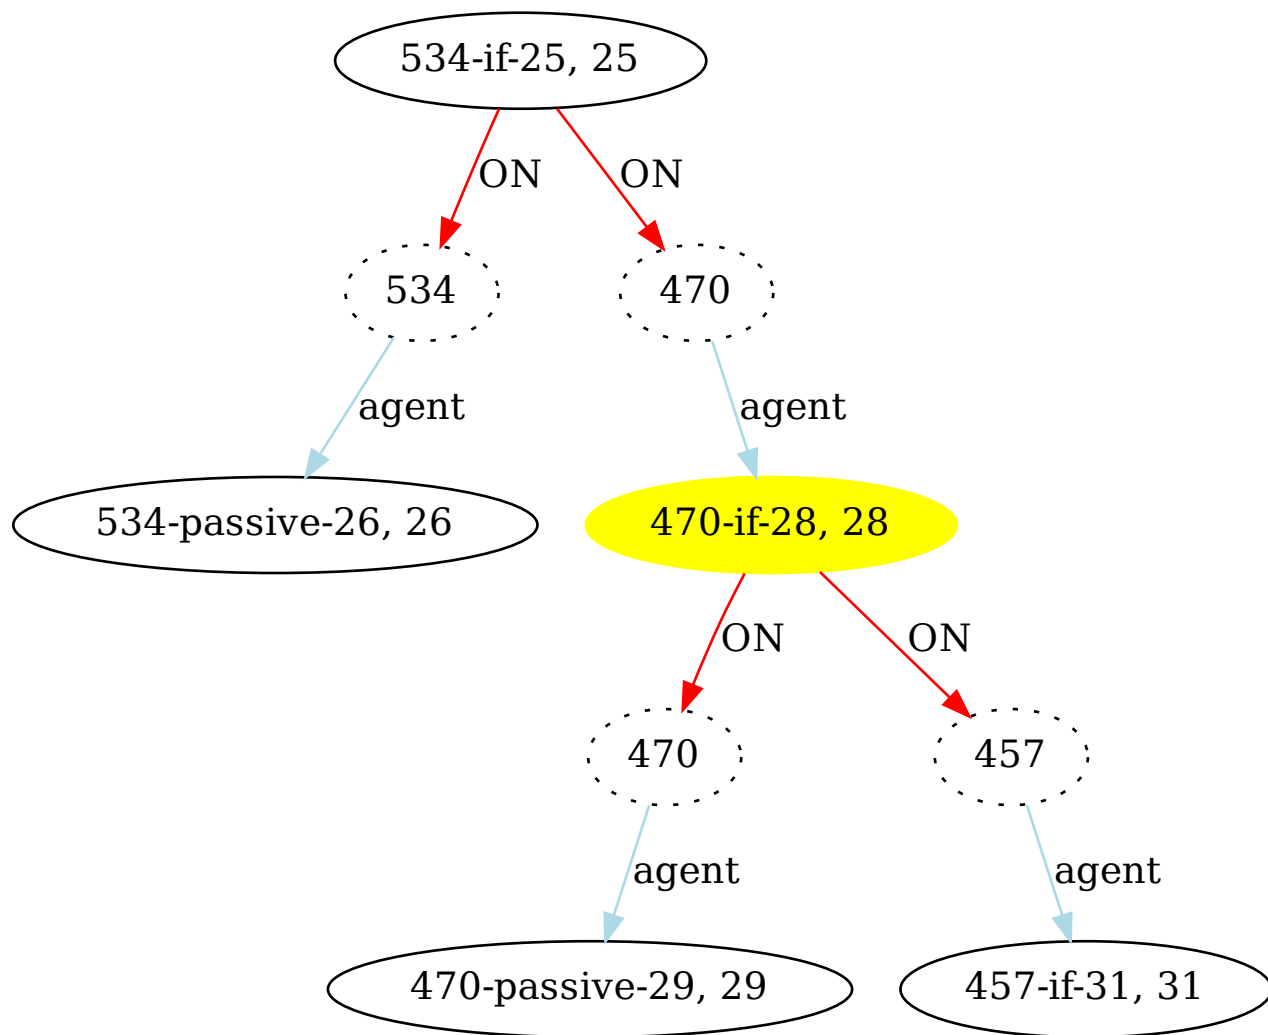 534-if-25, 25
ON
ON
534
470
agent
agent
534-passive-26, 26
470-if-28, 28
ON
ON
470
457
agent
agent
470-passive-29, 29
457-if-31, 31